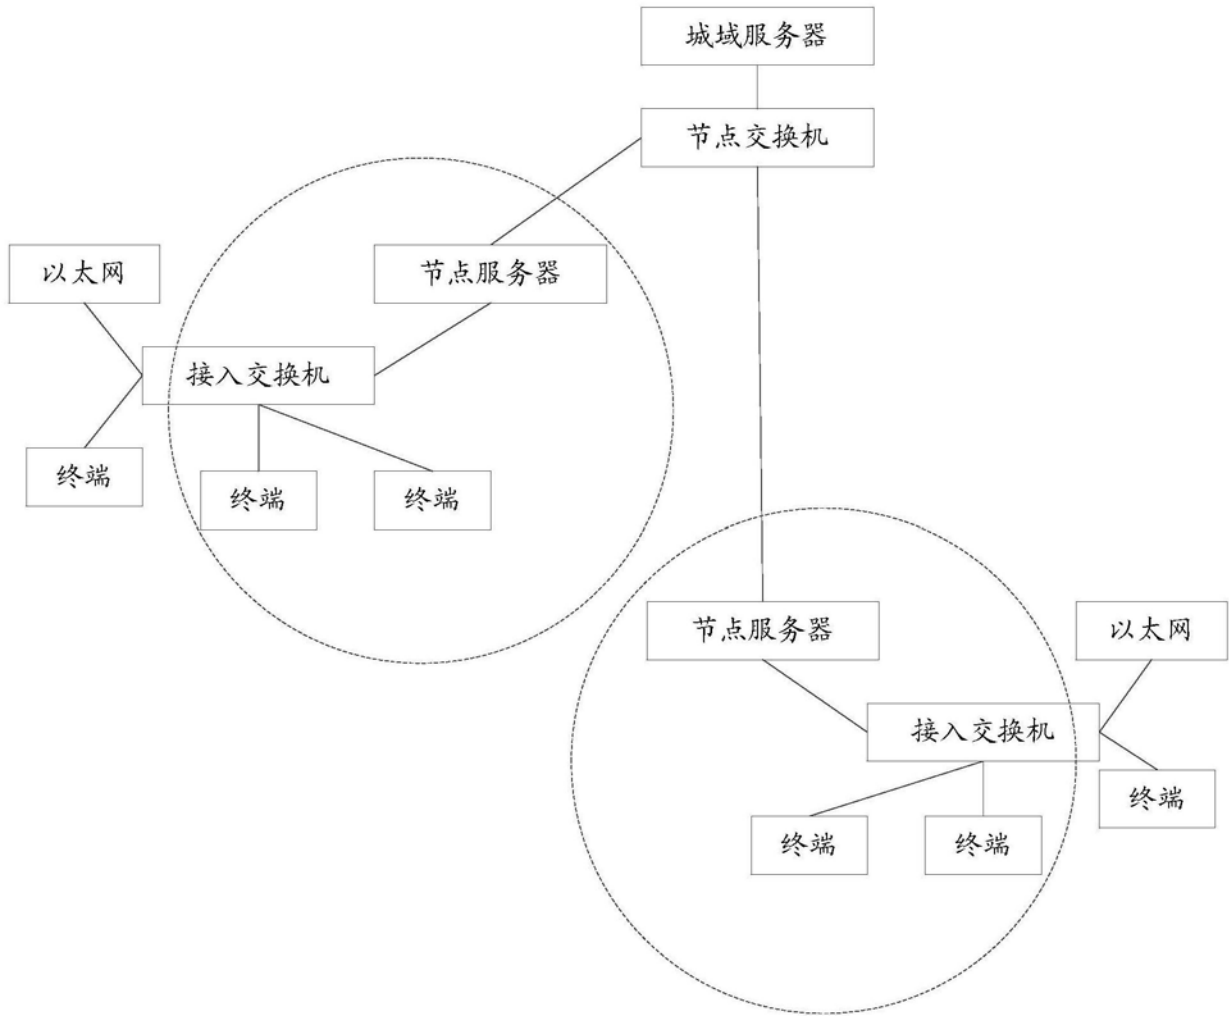 城域服务器
节点交换机
以太网
节点服务器
接入交换机
终端
终端
终端
节点服务器
以太网
接入交换机
终端
终端
终端